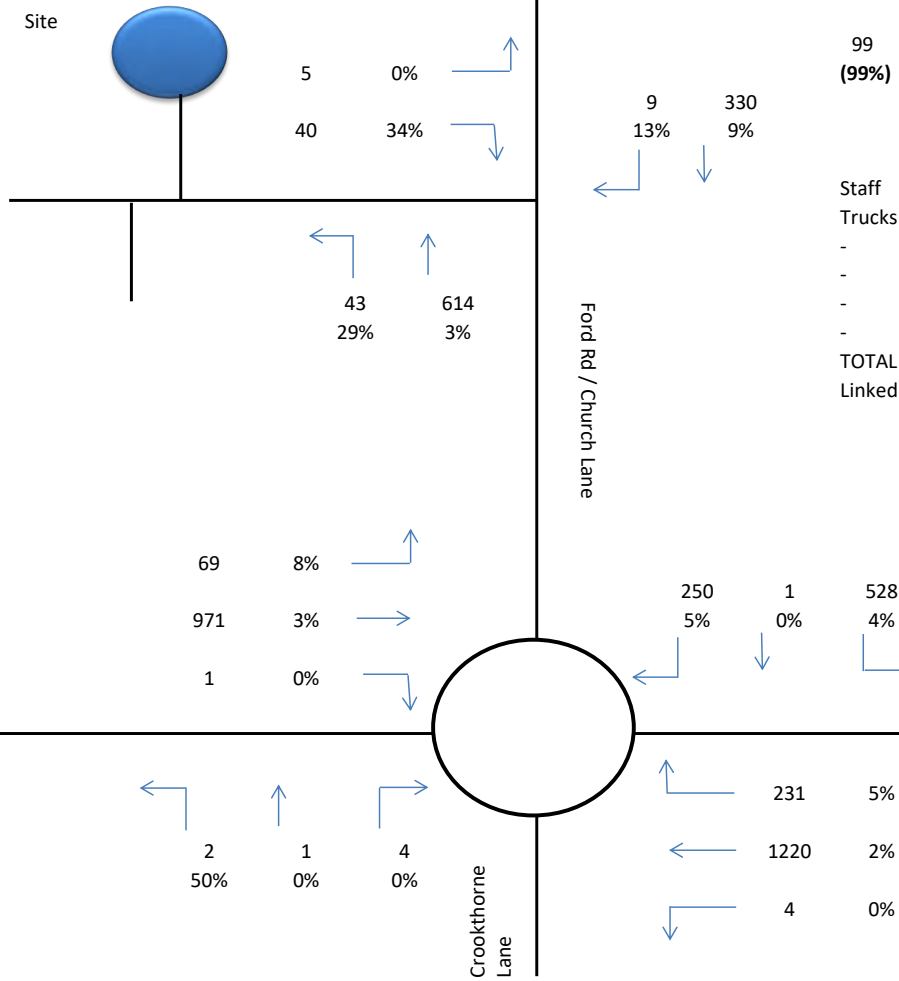 Site
99
(99%)
5 0%
9 330
13% 9%
40 34%
Staff
Trucks
-
-
-
-
TOTAL
Linked
43 614
29% 3%
Ford Rd / Church Lane
69 8%
971 3%
1 0%
250 1 528
5% 0% 4%
231 5%
1220 2%
4 0%
2 1 4
50% 0% 0%
Crookthorne
Lane